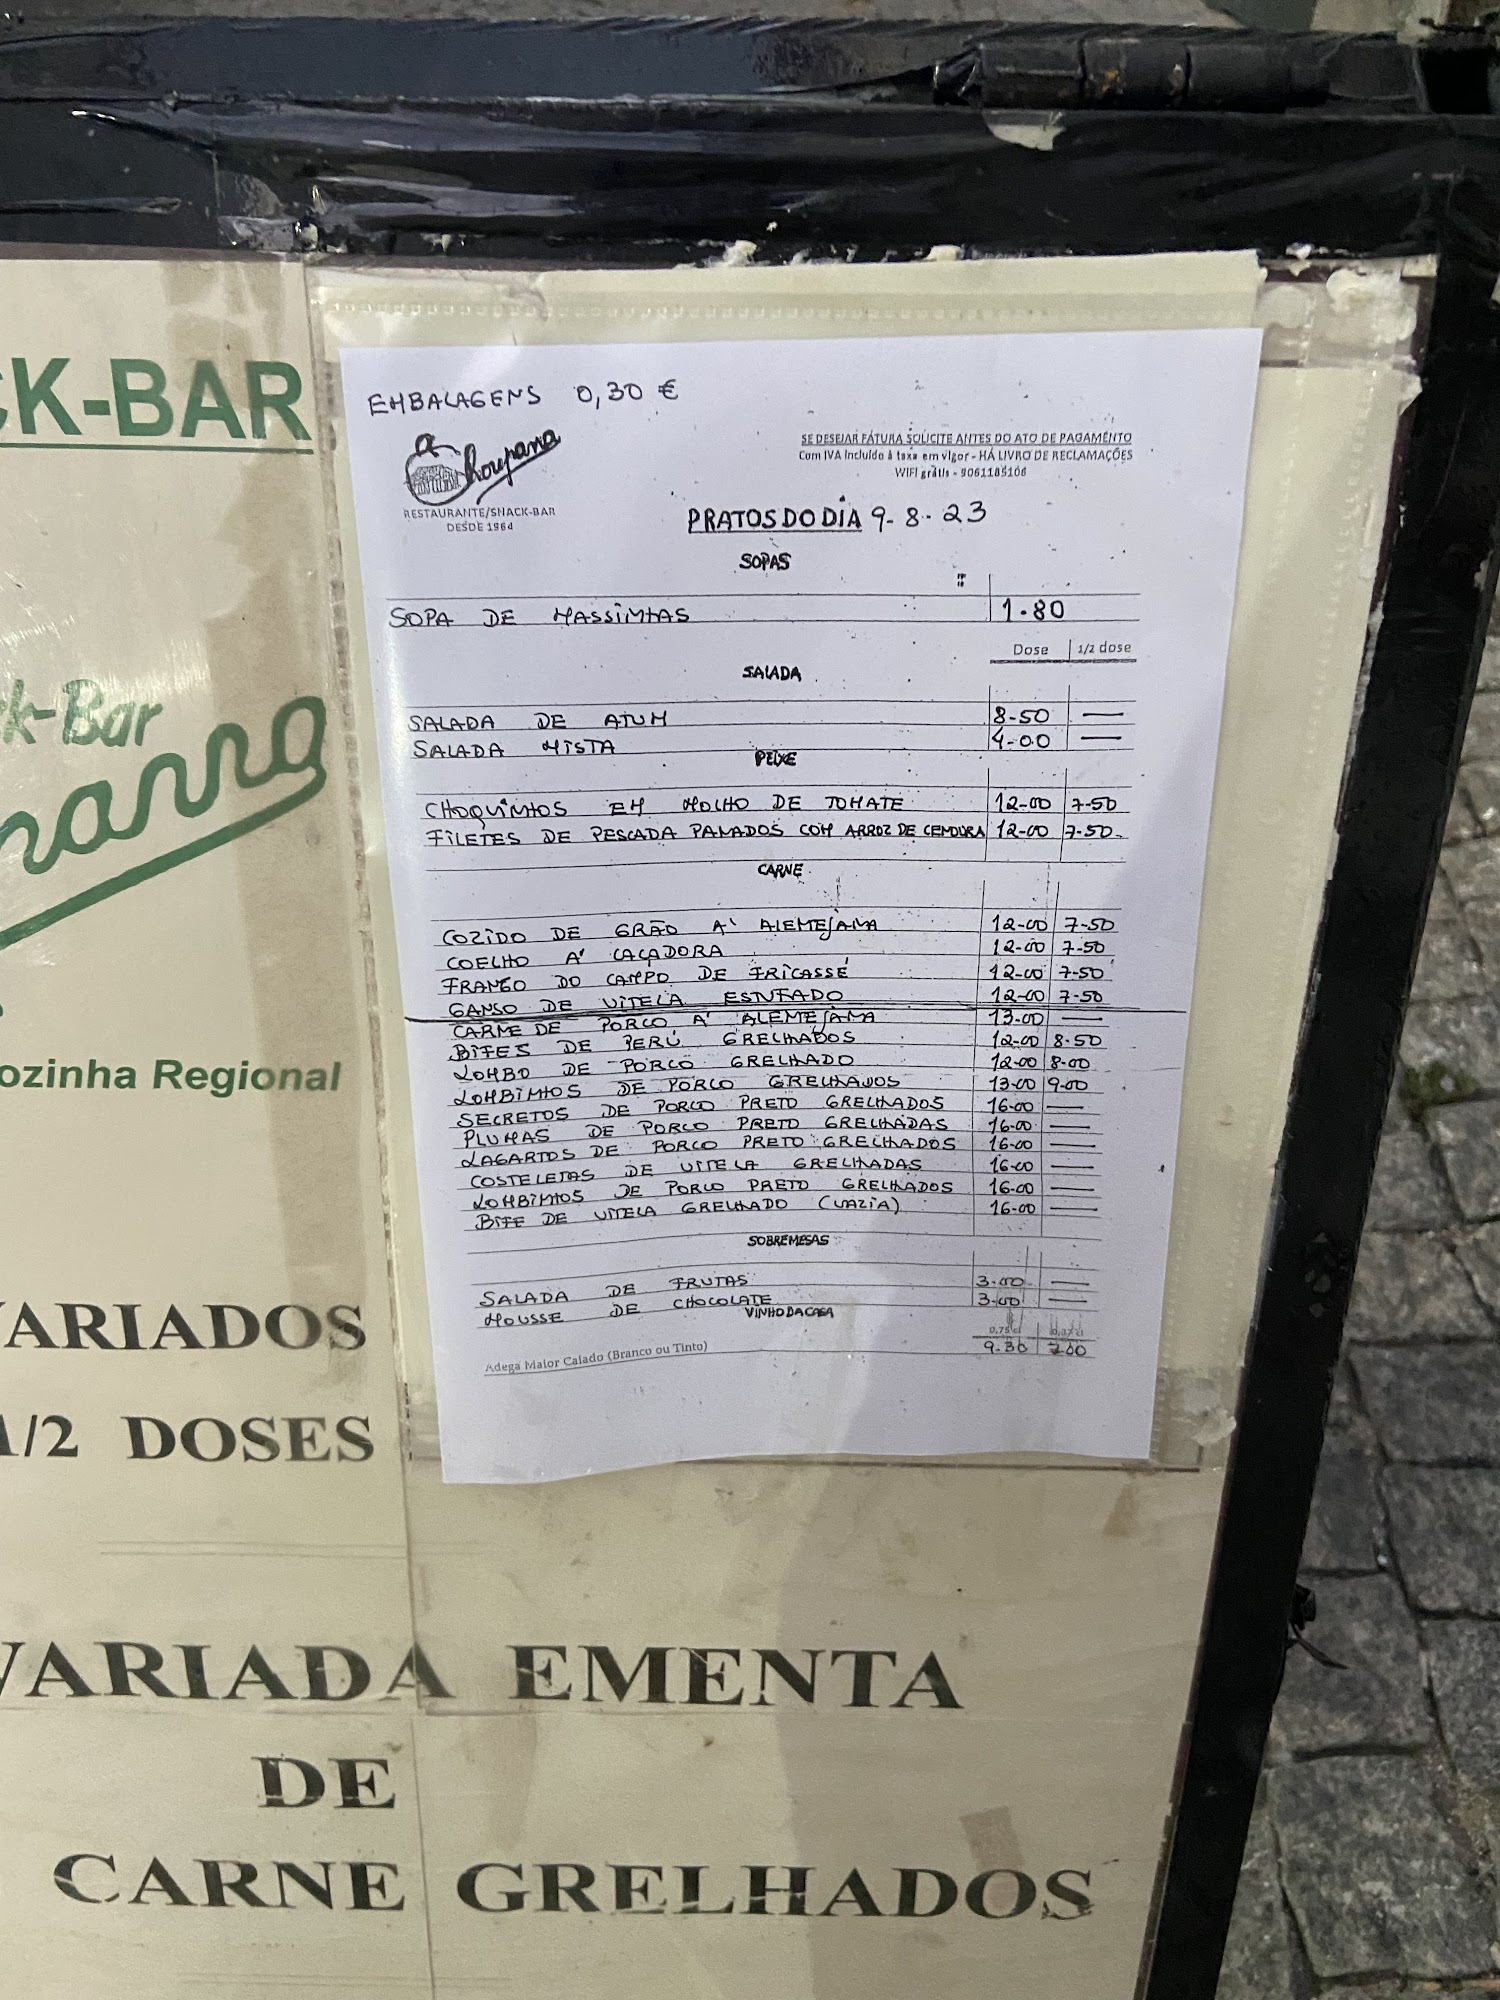 CK-BAR
ck-Bar
ozinha Regional
VARIADOS
1/2 DOSES
VARIADA EMENTA
DE
CARNE GRELHADOS
EMBALAGENS 0,30 €
A Choupana
RESTAURANTE/SNACK-BAR
DESDE 1964
SE DESEJAR FATURA SOLICITE ANTES DO ATO DE PAGAMENTO
Com IVA Incluído à taxa em vigor - HÁ LIVRO DE RECLAMAÇÕES
WIFI grátis - 9061185106
PRATOS DO DIA 9-8-23
SOPAS
SOPA DE MASSINHAS 1.80
Dose 1/2 dose
SALADA
SALADA DE ATUM 8-50 —
SALADA MISTA 4-00 —
PEIXE
CHOQUINHOS EM MOLHO DE TOMATE 12-00 7-50
FILETES DE PESCADA PANADOS COM ARROZ DE CENOURA 12-00 7-50
CARNE
COZIDO DE GRÃO A' ALENTEJANA 12-00 7-50
COELHO A' CAÇADORA 12-00 7-50
FRANGO DO CAMPO DE FRICASSÉ 12-00 7-50
GANSO DE VITELA ESTUFADO 12-00 7-50
CARNE DE PORCO A' ALENTEJANA 13-00 —
BIFES DE PERÚ GRELHADOS 12-00 8-50
LOMBO DE PORCO GRELHADO 12-00 8-00
LOMBINHOS DE PORCO GRELHADOS 13-00 9-00
SECRETOS DE PORCO PRETO GRELHADOS 16-00 —
PLUMAS DE PORCO PRETO GRELHADAS 16-00 —
LAGARTOS DE PORCO PRETO GRELHADOS 16-00 —
COSTELETAS DE VITELA GRELHADAS 16-00 —
LOMBINHOS DE PORCO PRETO GRELHADOS 16-00 —
BIFE DE VITELA GRELHADO (VAZIA) 16-00 —
SOBREMESAS
SALADA DE FRUTAS 3-00 —
MOUSSE DE CHOCOLATE 3-00 —
VINHO DA CASA
Adega Maior Caiado (Branco ou Tinto) 9-30 7-00